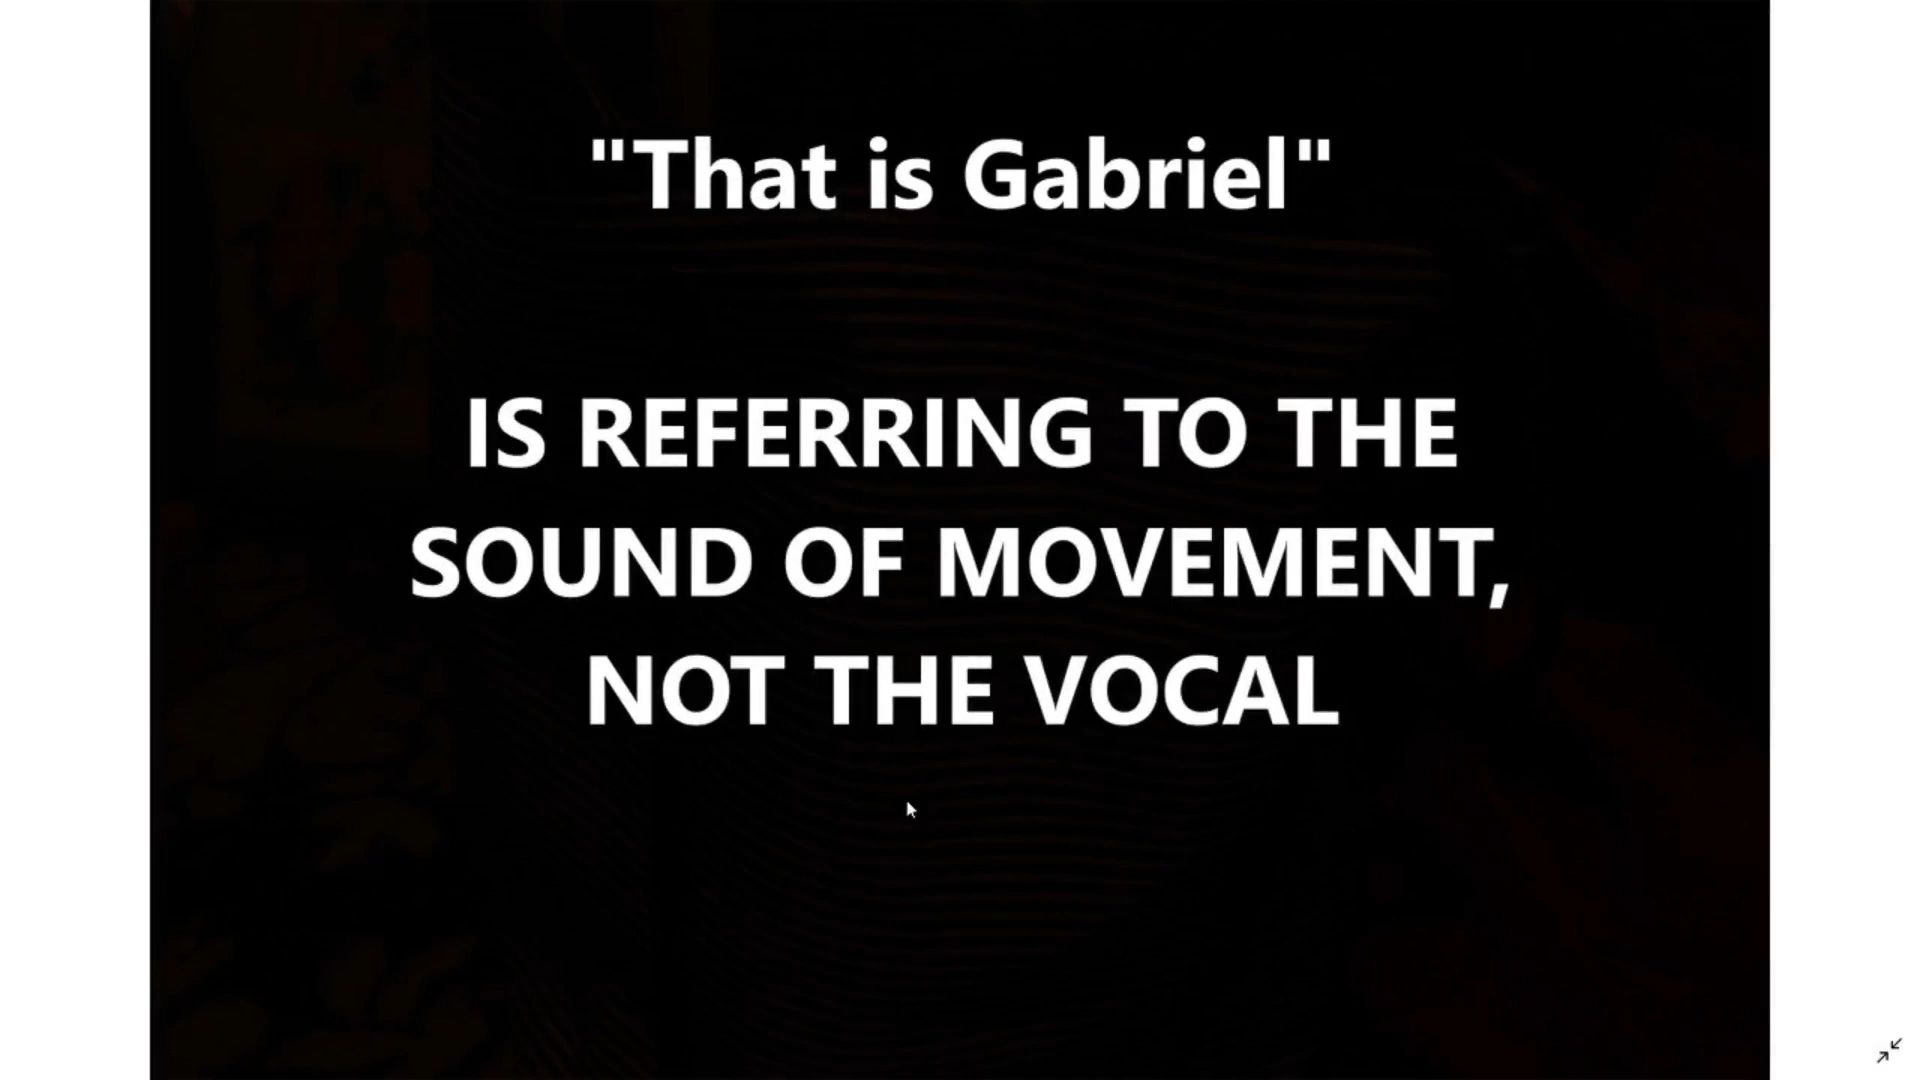 "That is Gabriel"
IS REFERRING TO THE
SOUND OF MOVEMENT,
NOT THE VOCAL